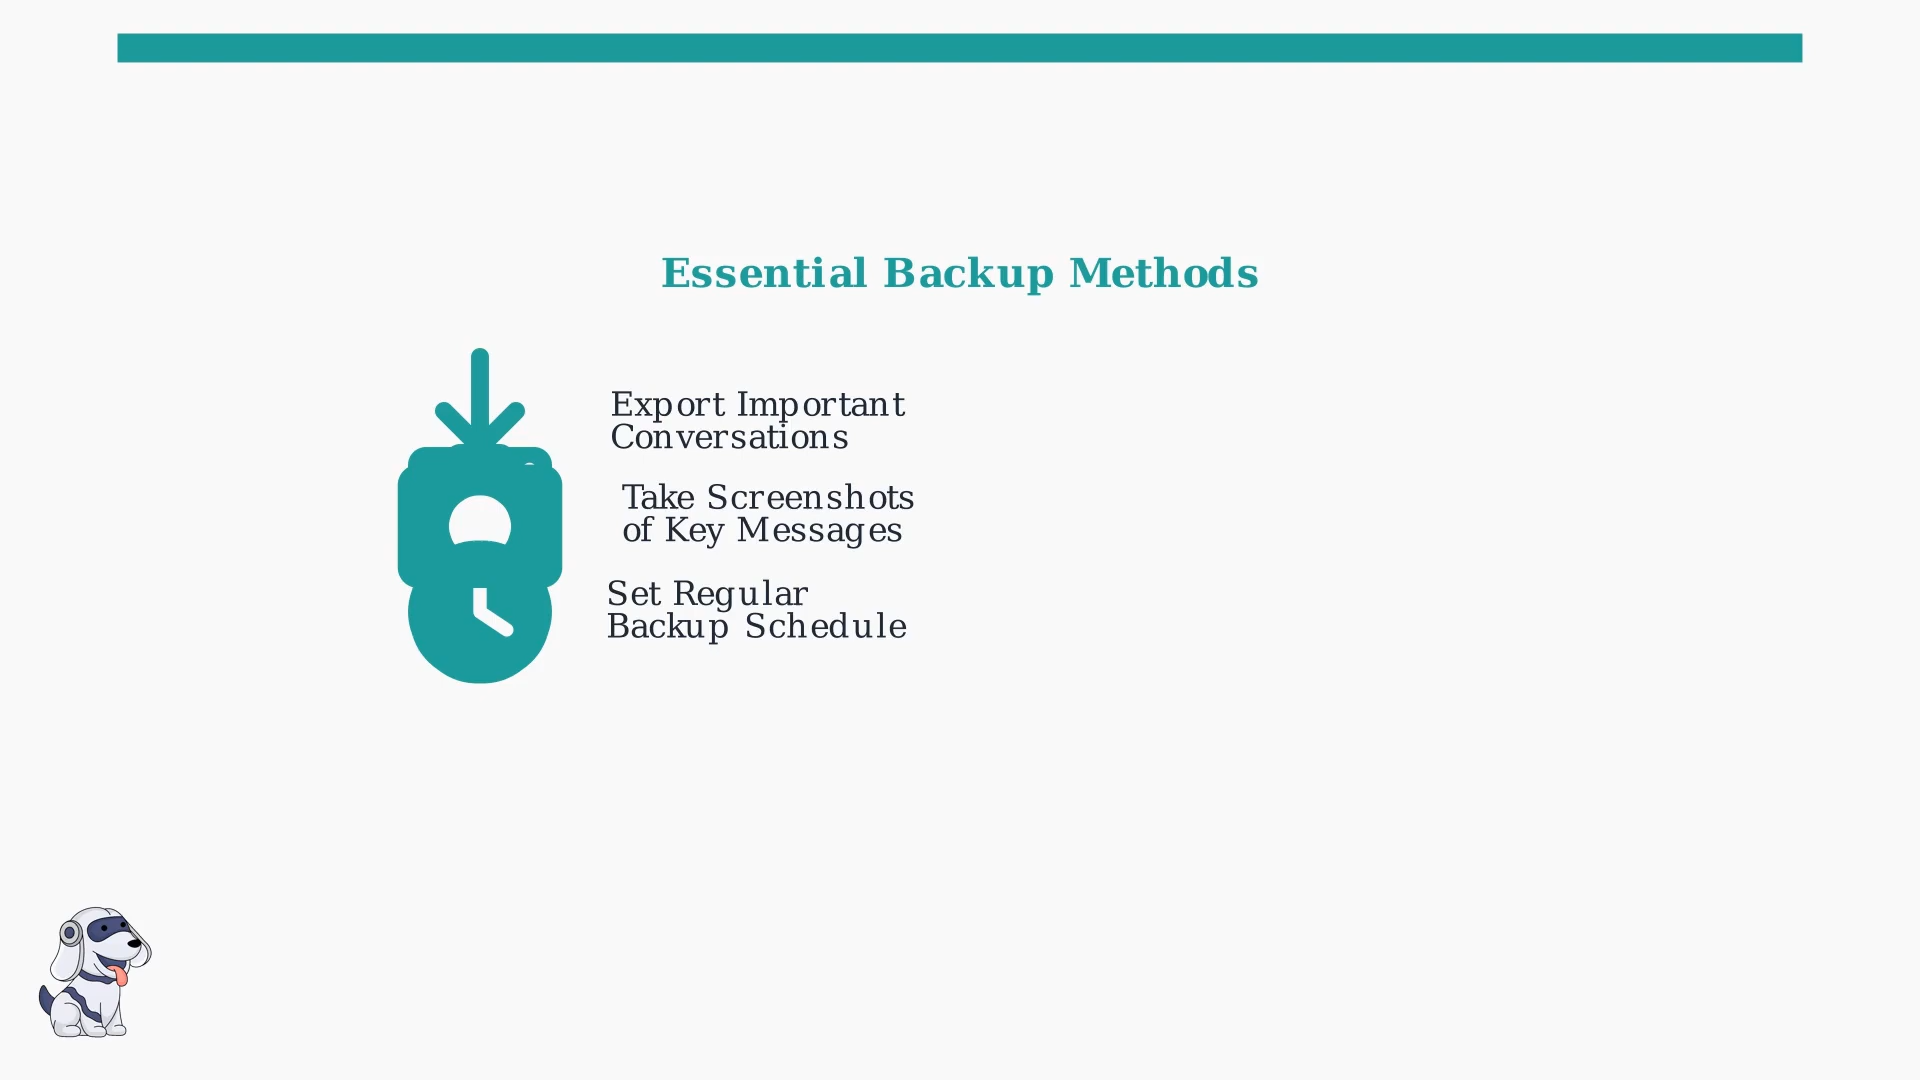 Essential Backup Methods
Export Important
Conversations
Take Screenshots
of Key Messages
Set Regular
Backup Schedule